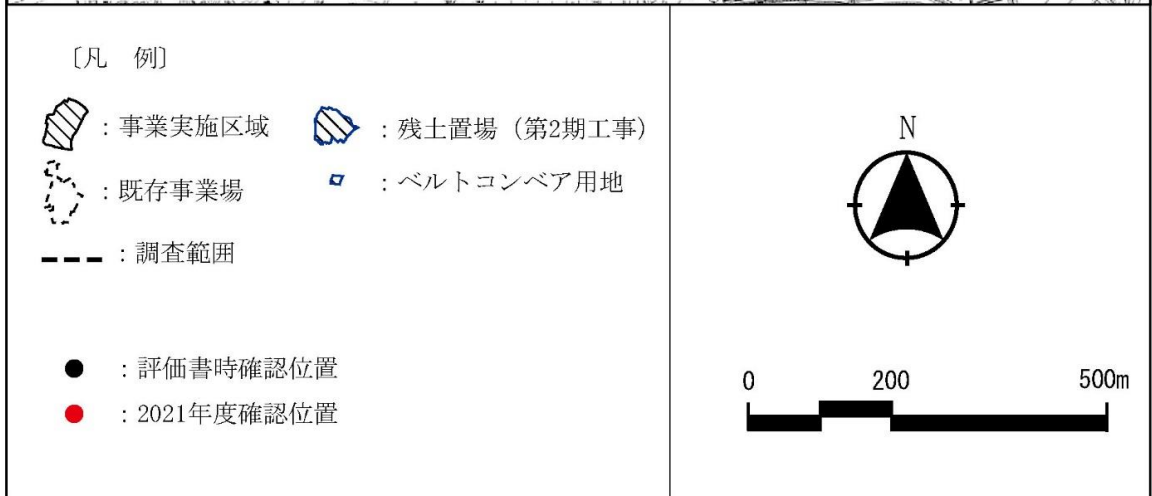 〔凡　例〕
：事業実施区域
：残土置場（第2期工事）
：既存事業場
：ベルトコンベア用地
：調査範囲
：評価書時確認位置
：2021年度確認位置
N
0　200　500m